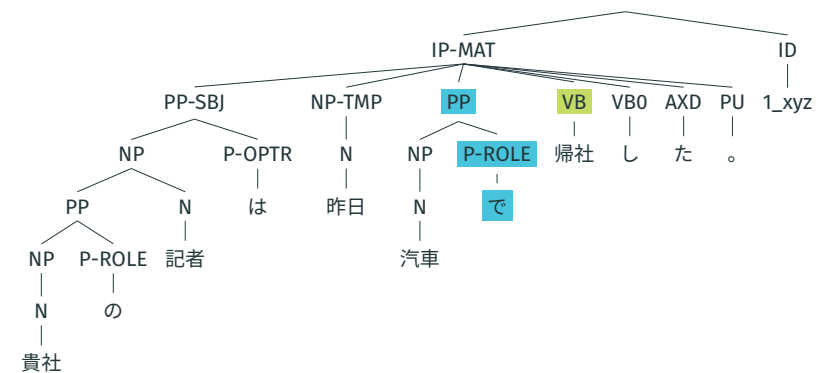 IP-MAT ID
PP-SBJ NP-TMP PP VB VB0 AXD PU 1_xyz
NP P-OPTR N NP P-ROLE 帰社 し た 。
PP N は 昨日 N で
NP P-ROLE 記者 汽車
N の
貴社